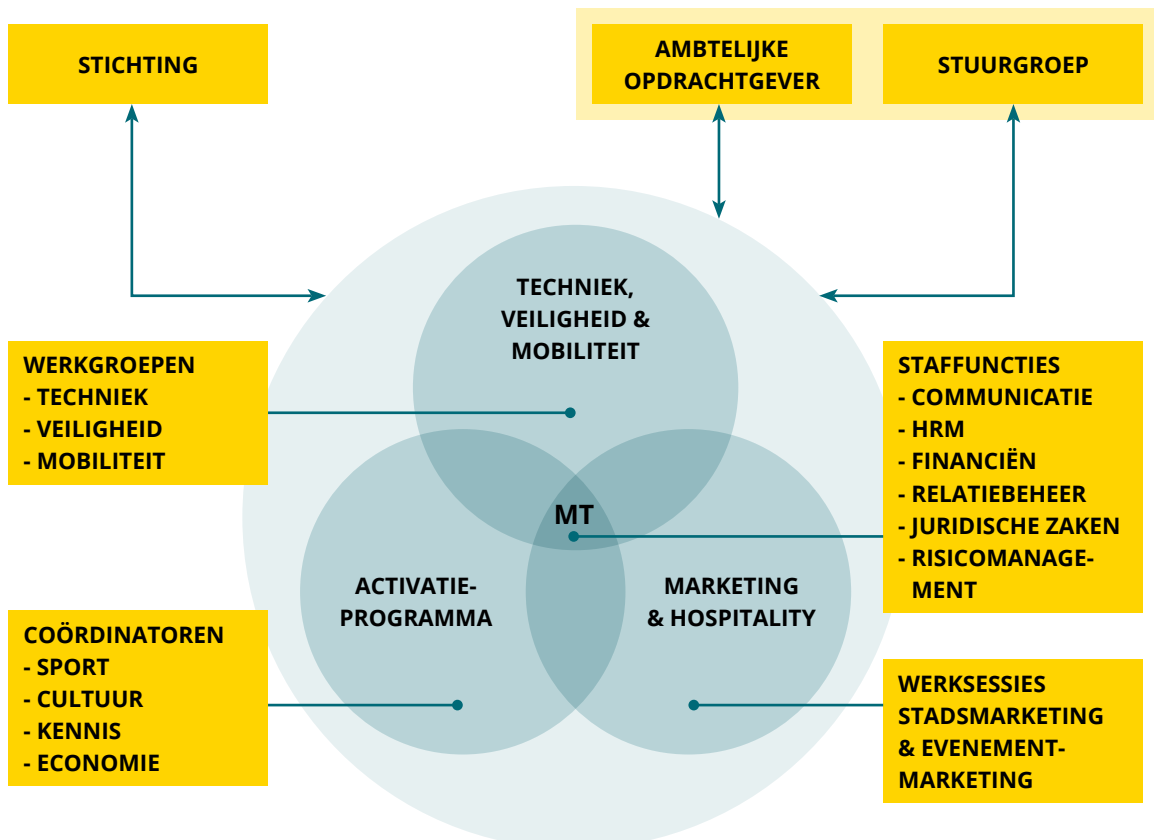 STICHTING
AMBTELIJKE
OPDRACHTGEVER
STUURGROEP
TECHNIEK,
VEILIGHEID &
MOBILITEIT
WERKGROEPEN
- TECHNIEK
- VEILIGHEID
- MOBILITEIT
STAFFUNCTIES
- COMMUNICATIE
- HRM
- FINANCIËN
- RELATIEBEHEER
- JURIDISCHE ZAKEN
- RISICOMANAGE-
MENT
MT
ACTIVATIE-
PROGRAMMA
MARKETING
& HOSPITALITY
COÖRDINATOREN
- SPORT
- CULTUUR
- KENNIS
- ECONOMIE
WERKSESSIES
STADSMARKETING
& EVENEMENT-
MARKETING